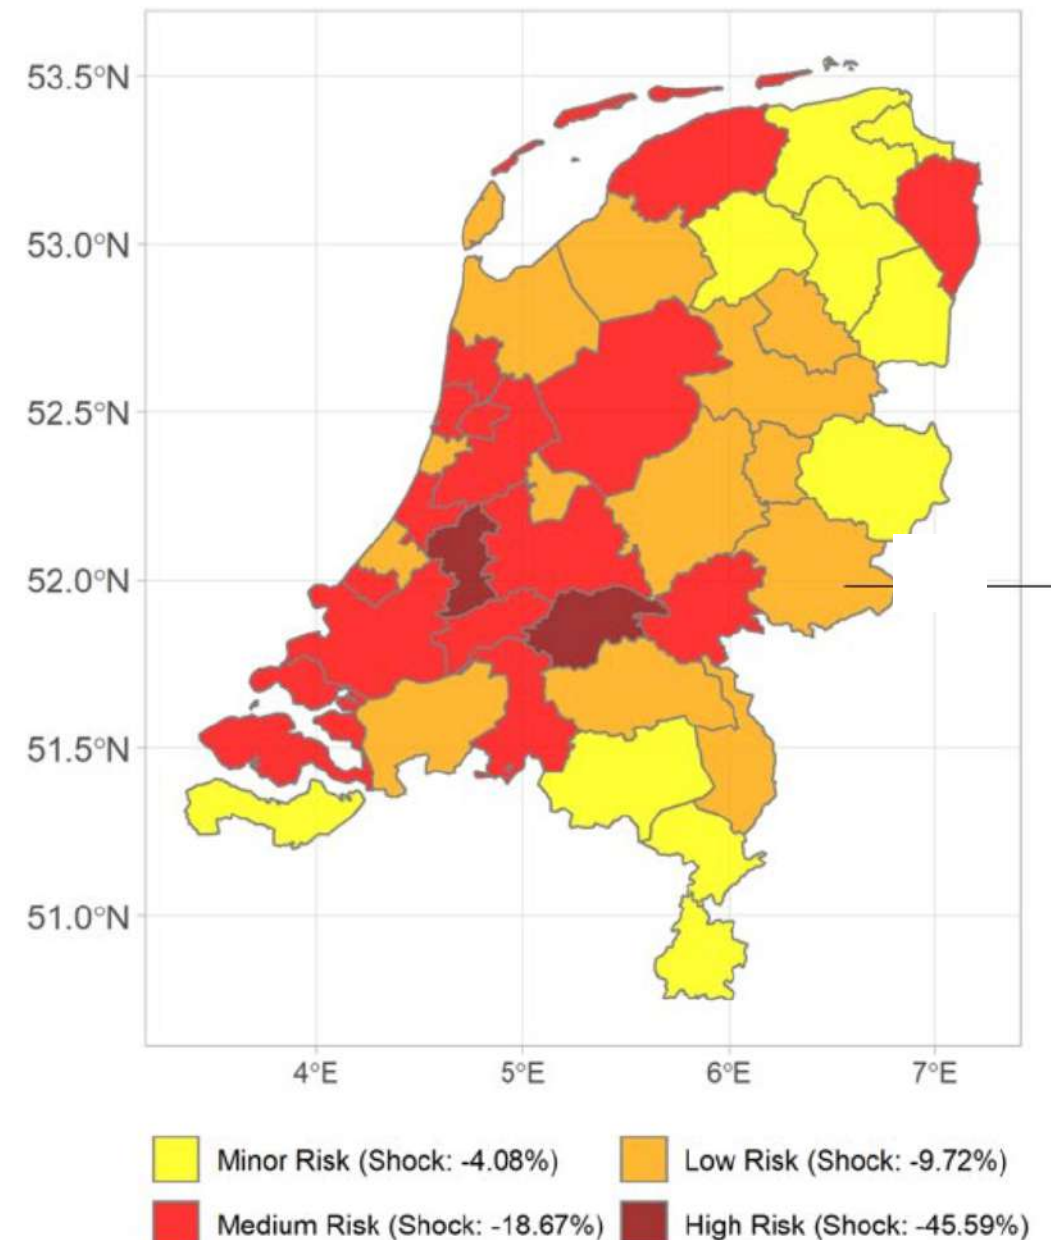 53.5°N
53.0°N
52.5°N
52.0°N
51.5°N
51.0°N
4°E 5°E 6°E 7°E
Minor Risk (Shock: -4.08%) Low Risk (Shock: -9.72%)
Medium Risk (Shock: -18.67%) High Risk (Shock: -45.59%)